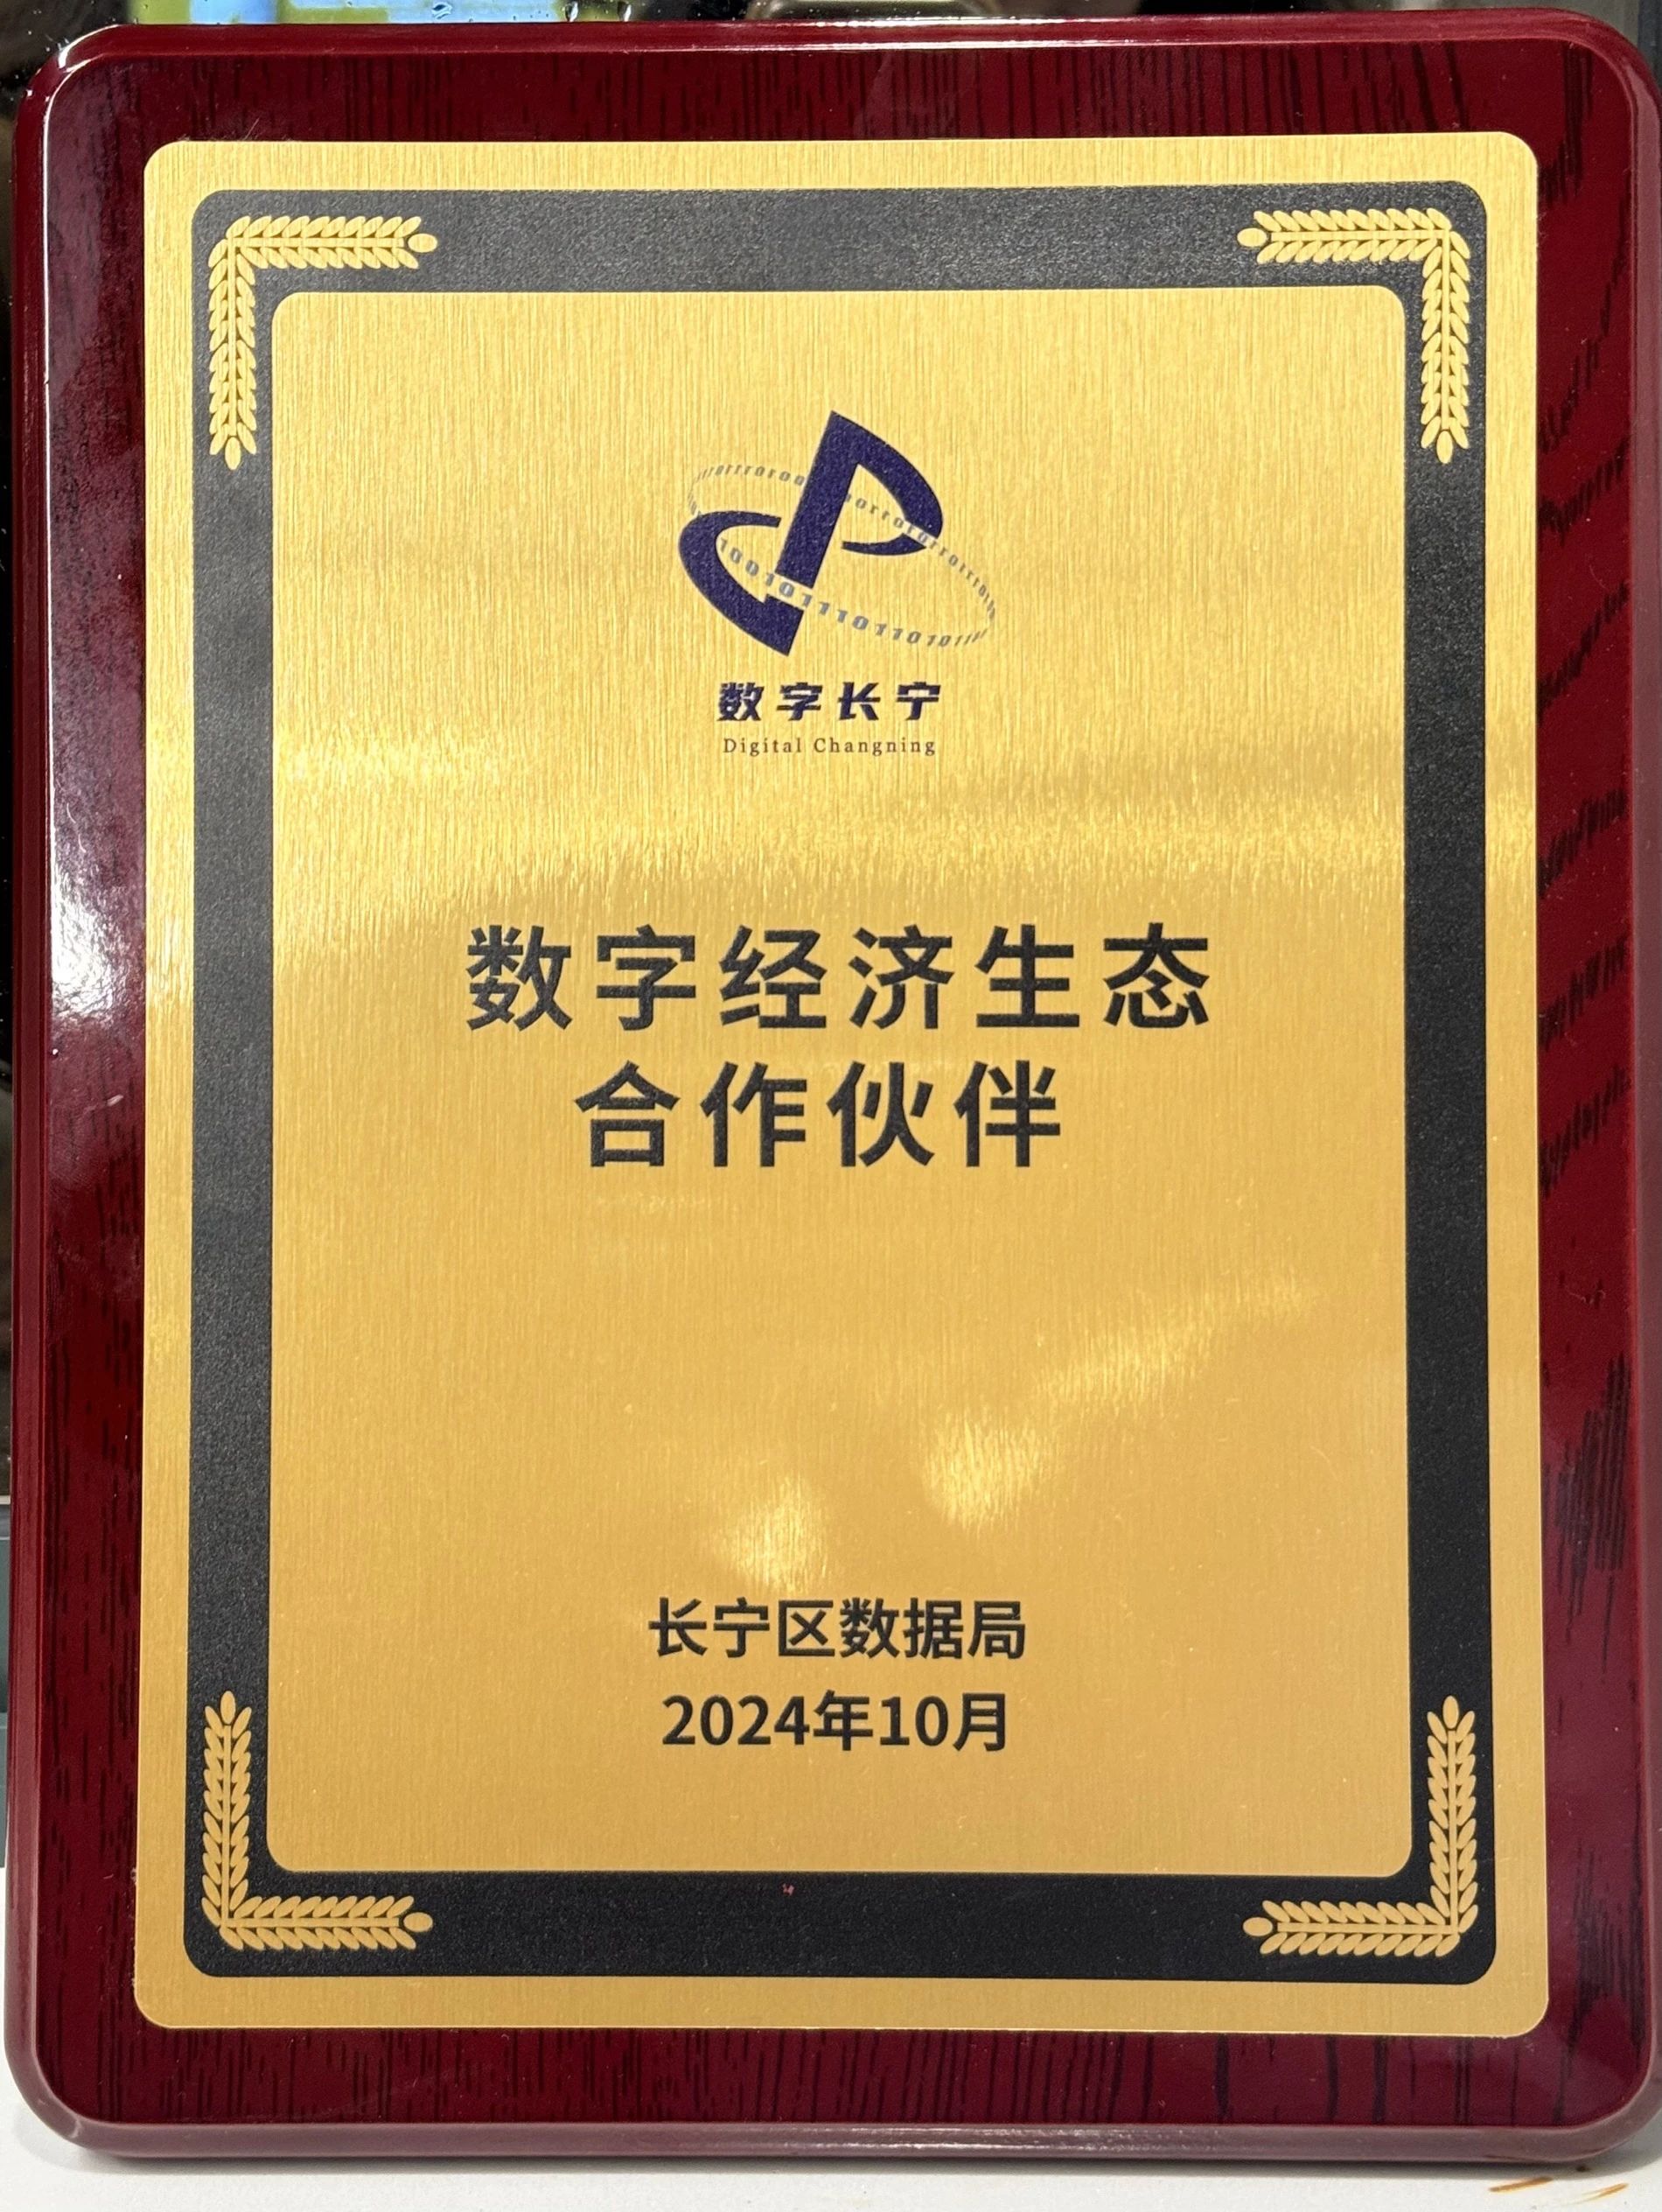 数字长宁
Digital Changning
数字经济生态
合作伙伴
长宁区数据局
2024年10月